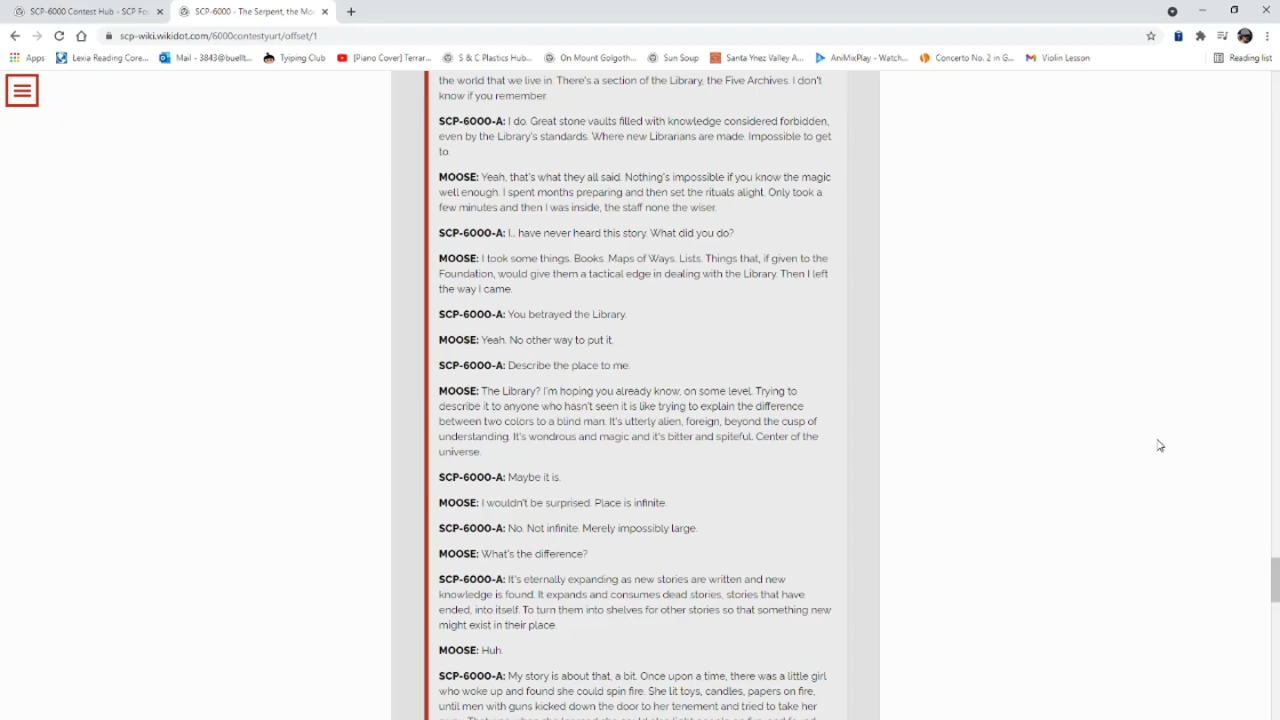 SCP-6000 Contest Hub - SCP Fo
SCP-6000 - The Serpent, the Mo
scp-wiki.wikidot.com/6000contestyurt/offset/1
Apps Lexia Reading Core... Mail - 3843@buellt... Tyiping Club [Piano Cover] Terrar... S & C Plastics Hub... On Mount Golgoth... Sun Soup Santa Ynez Valley A... AniMixPlay - Watch... Concerto No. 2 in G... Violin Lesson Reading list
the world that we live in. There's a section of the Library, the Five Archives. I don't
know if you remember.
SCP-6000-A: I do. Great stone vaults filled with knowledge considered forbidden,
even by the Library's standards. Where new Librarians are made. Impossible to get
to.
MOOSE: Yeah, that's what they all said. Nothing's impossible if you know the magic
well enough. I spent months preparing and then set the rituals alight. Only took a
few minutes and then I was inside, the staff none the wiser.
SCP-6000-A: I… have never heard this story. What did you do?
MOOSE: I took some things. Books. Maps of Ways. Lists. Things that, if given to the
Foundation, would give them a tactical edge in dealing with the Library. Then I left
the way I came.
SCP-6000-A: You betrayed the Library.
MOOSE: Yeah. No other way to put it.
SCP-6000-A: Describe the place to me.
MOOSE: The Library? I'm hoping you already know, on some level. Trying to
describe it to anyone who hasn't seen it is like trying to explain the difference
between two colors to a blind man. It's utterly alien, foreign, beyond the cusp of
understanding. It's wondrous and magic and it's bitter and spiteful. Center of the
universe.
SCP-6000-A: Maybe it is.
MOOSE: I wouldn't be surprised. Place is infinite.
SCP-6000-A: No. Not infinite. Merely impossibly large.
MOOSE: What's the difference?
SCP-6000-A: It's eternally expanding as new stories are written and new
knowledge is found. It expands and consumes dead stories, stories that have
ended, into itself. To turn them into shelves for other stories so that something new
might exist in their place.
MOOSE: Huh.
SCP-6000-A: My story is about that, a bit. Once upon a time, there was a little girl
who woke up and found she could spin fire. She lit toys, candles, papers on fire,
until men with guns kicked down the door to her tenement and tried to take her